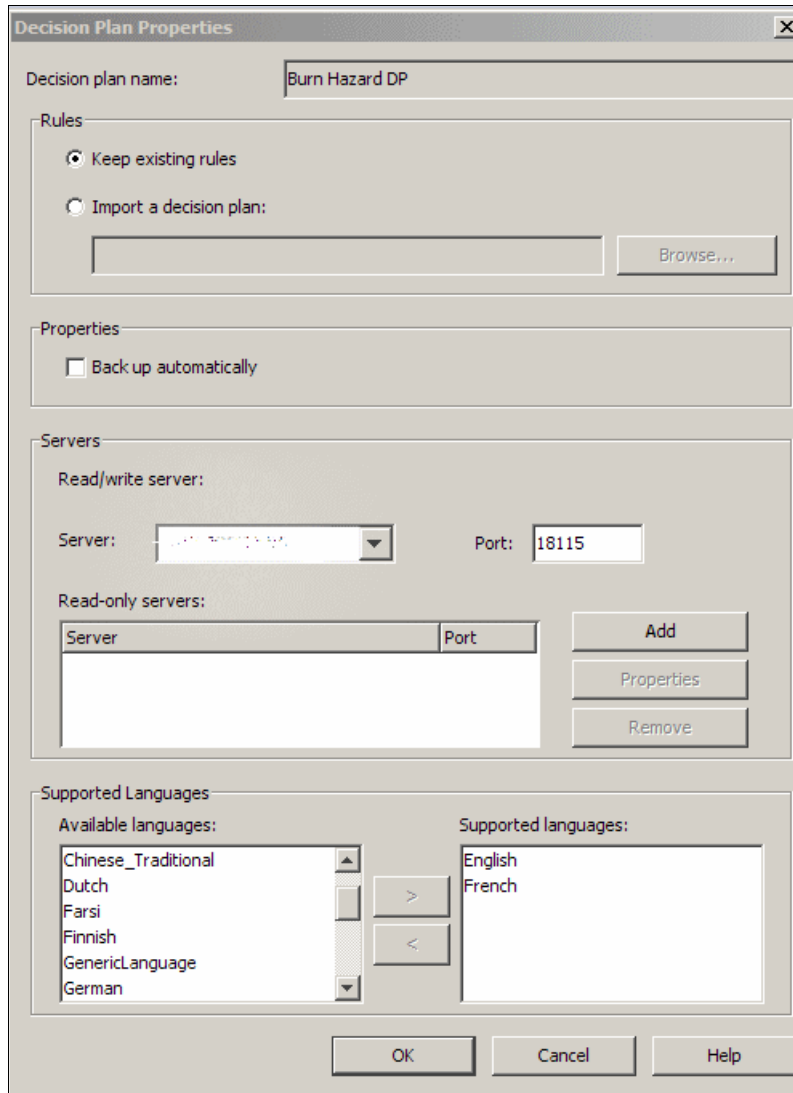 Decision Plan Properties
Decision plan name: Burn Hazard DP
Rules
Keep existing rules
Import a decision plan:
Browse...
Properties
Back up automatically
Servers
Read/write server:
Server: Port: 18115
Read-only servers:
Server Port
Add
Properties
Remove
Supported Languages
Available languages: Supported languages:
Chinese_Traditional English
Dutch French
Farsi
Finnish
GenericLanguage
German
>
<
OK Cancel Help